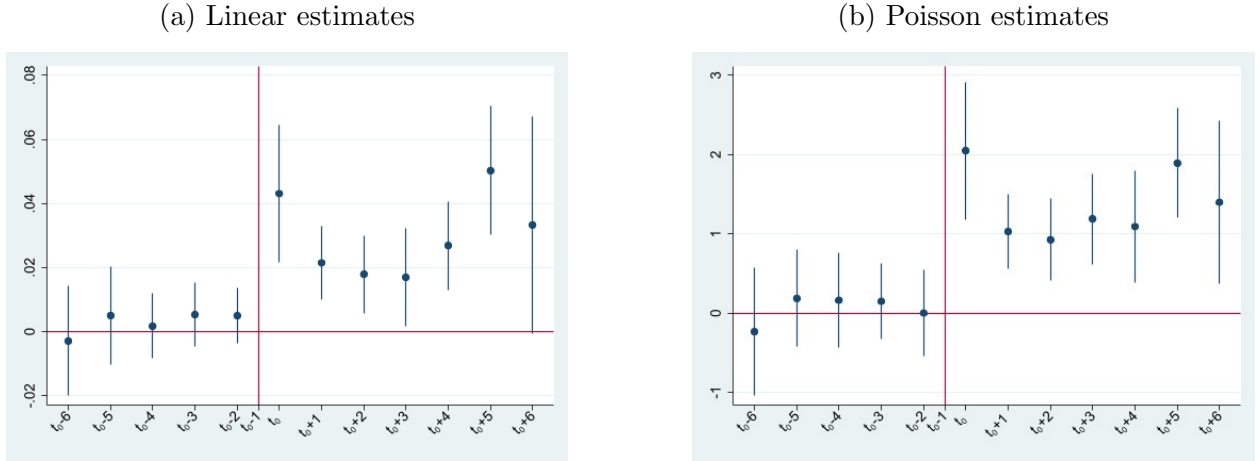 (a) Linear estimates
.08
.06
.04
.02
0
-.02
t₀-6 t₀-5 t₀-4 t₀-3 t₀-2 t₀-1 t₀ t₀+1 t₀+2 t₀+3 t₀+4 t₀+5 t₀+6
(b) Poisson estimates
3
2
1
0
-1
t₀-6 t₀-5 t₀-4 t₀-3 t₀-2 t₀-1 t₀ t₀+1 t₀+2 t₀+3 t₀+4 t₀+5 t₀+6